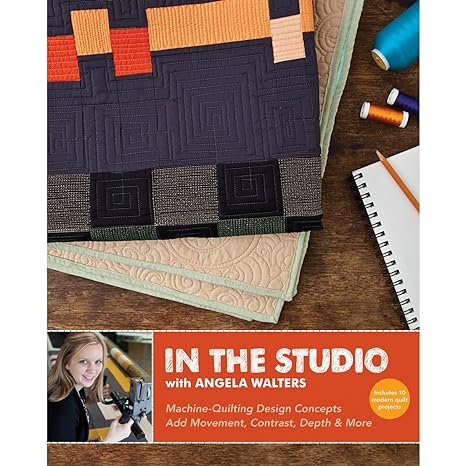 IN THE STUDIO
with ANGELA WALTERS
Machine-Quilting Design Concepts
Add Movement, Contrast, Depth & More
Includes 10
modern quilt
projects